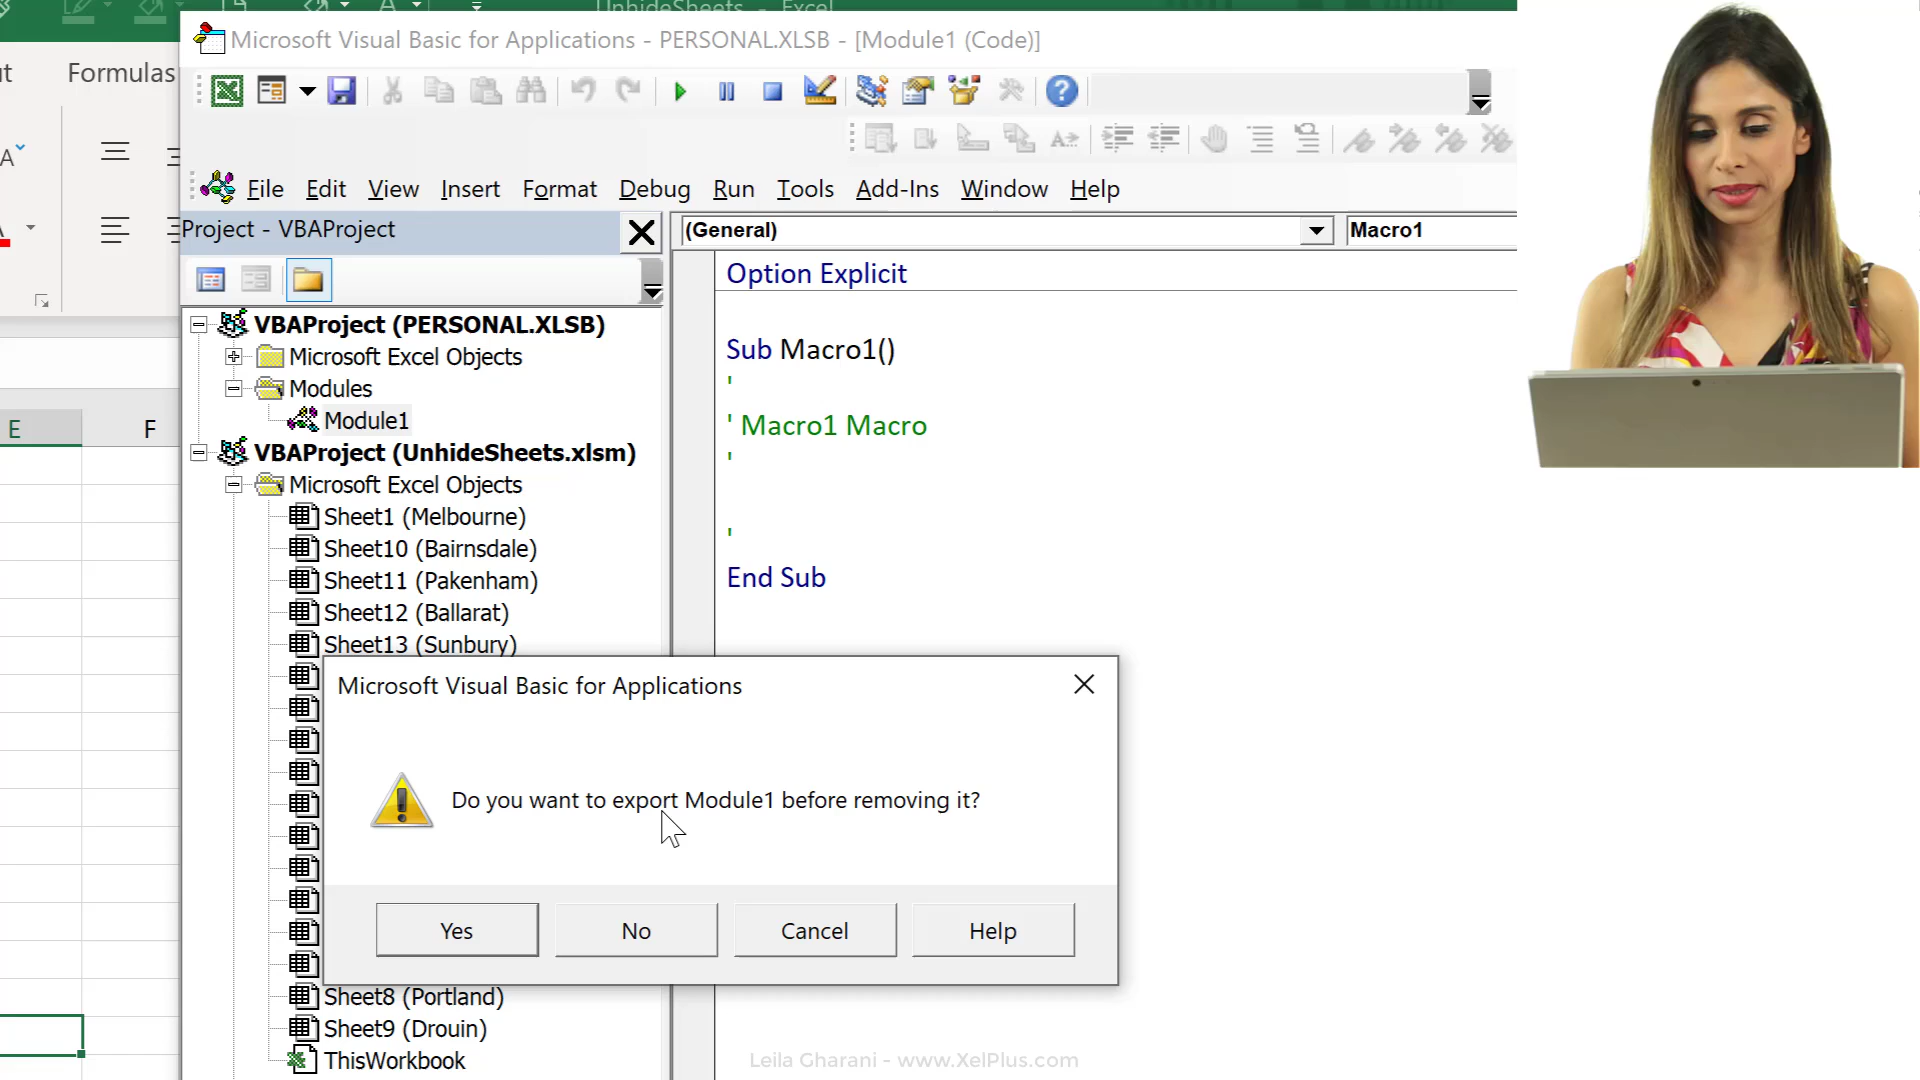 UnhideSheets - Excel
Formulas
Microsoft Visual Basic for Applications - PERSONAL.XLSB - [Module1 (Code)]
File Edit View Insert Format Debug Run Tools Add-Ins Window Help
Project - VBAProject
(General)
Macro1
VBAProject (PERSONAL.XLSB)
Microsoft Excel Objects
Modules
Module1
VBAProject (UnhideSheets.xlsm)
Microsoft Excel Objects
Sheet1 (Melbourne)
Sheet10 (Bairnsdale)
Sheet11 (Pakenham)
Sheet12 (Ballarat)
Sheet13 (Sunbury)
Sheet8 (Portland)
Sheet9 (Drouin)
ThisWorkbook
Option Explicit
Sub Macro1()
'
' Macro1 Macro
'
'
End Sub
E F
Microsoft Visual Basic for Applications
Do you want to export Module1 before removing it?
Yes No Cancel Help
Leila Gharani - www.XelPlus.com